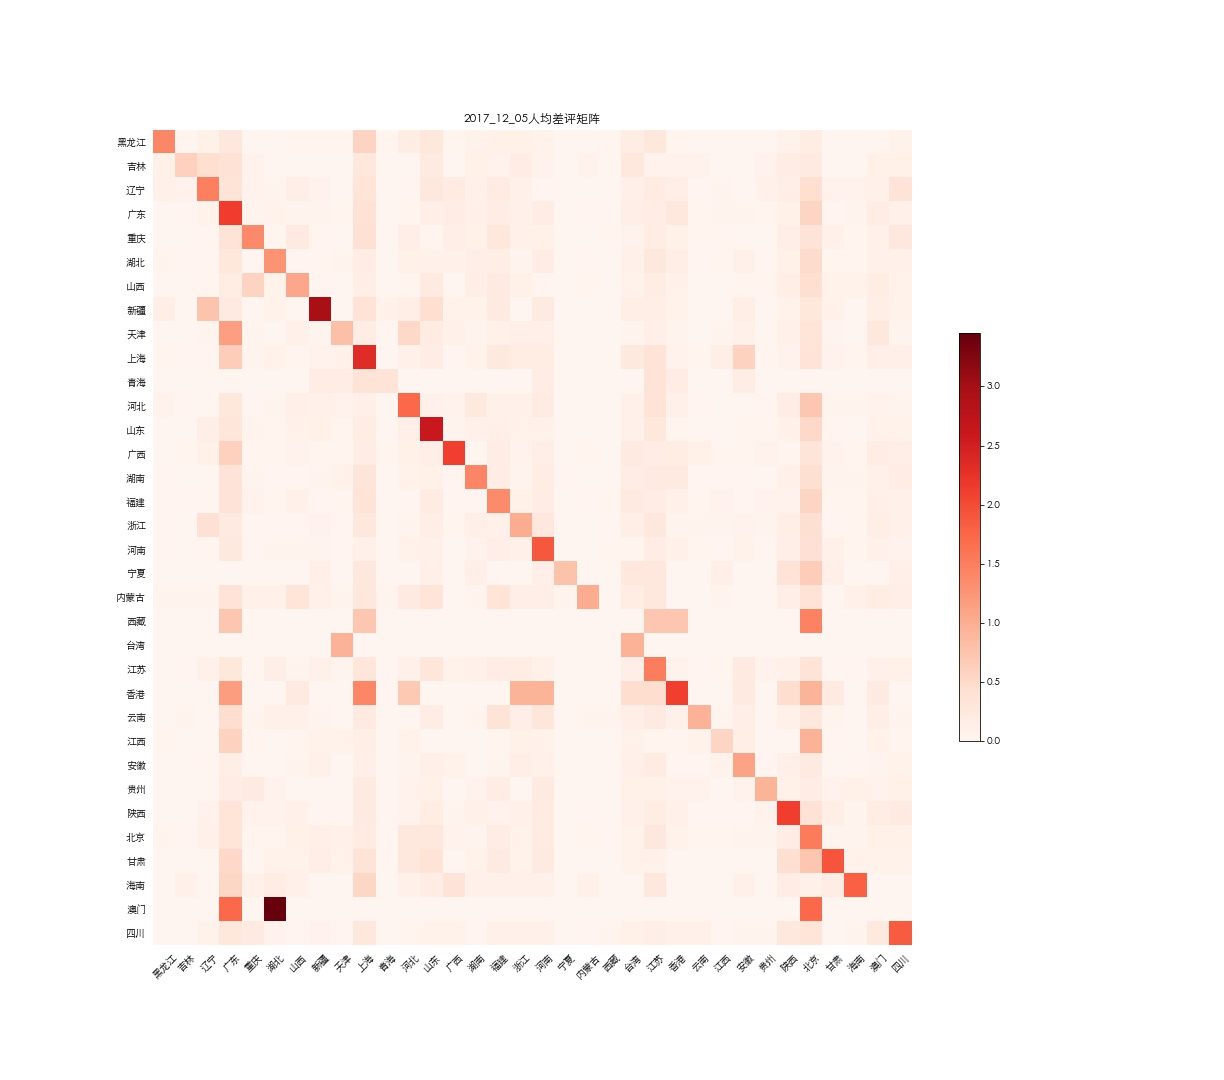 2017_12_05人均差评矩阵
黑龙江
吉林
辽宁
广东
重庆
湖北
山西
新疆
天津
上海
青海
河北
山东
广西
湖南
福建
浙江
河南
宁夏
内蒙古
西藏
台湾
江苏
香港
云南
江西
安徽
贵州
陕西
北京
甘肃
海南
澳门
四川
黑龙江 吉林 辽宁 广东 重庆 湖北 山西 新疆 天津 上海 青海 河北 山东 广西 湖南 福建 浙江 河南 宁夏 内蒙古 西藏 台湾 江苏 香港 云南 江西 安徽 贵州 陕西 北京 甘肃 海南 澳门 四川
3.0
2.5
2.0
1.5
1.0
0.5
0.0